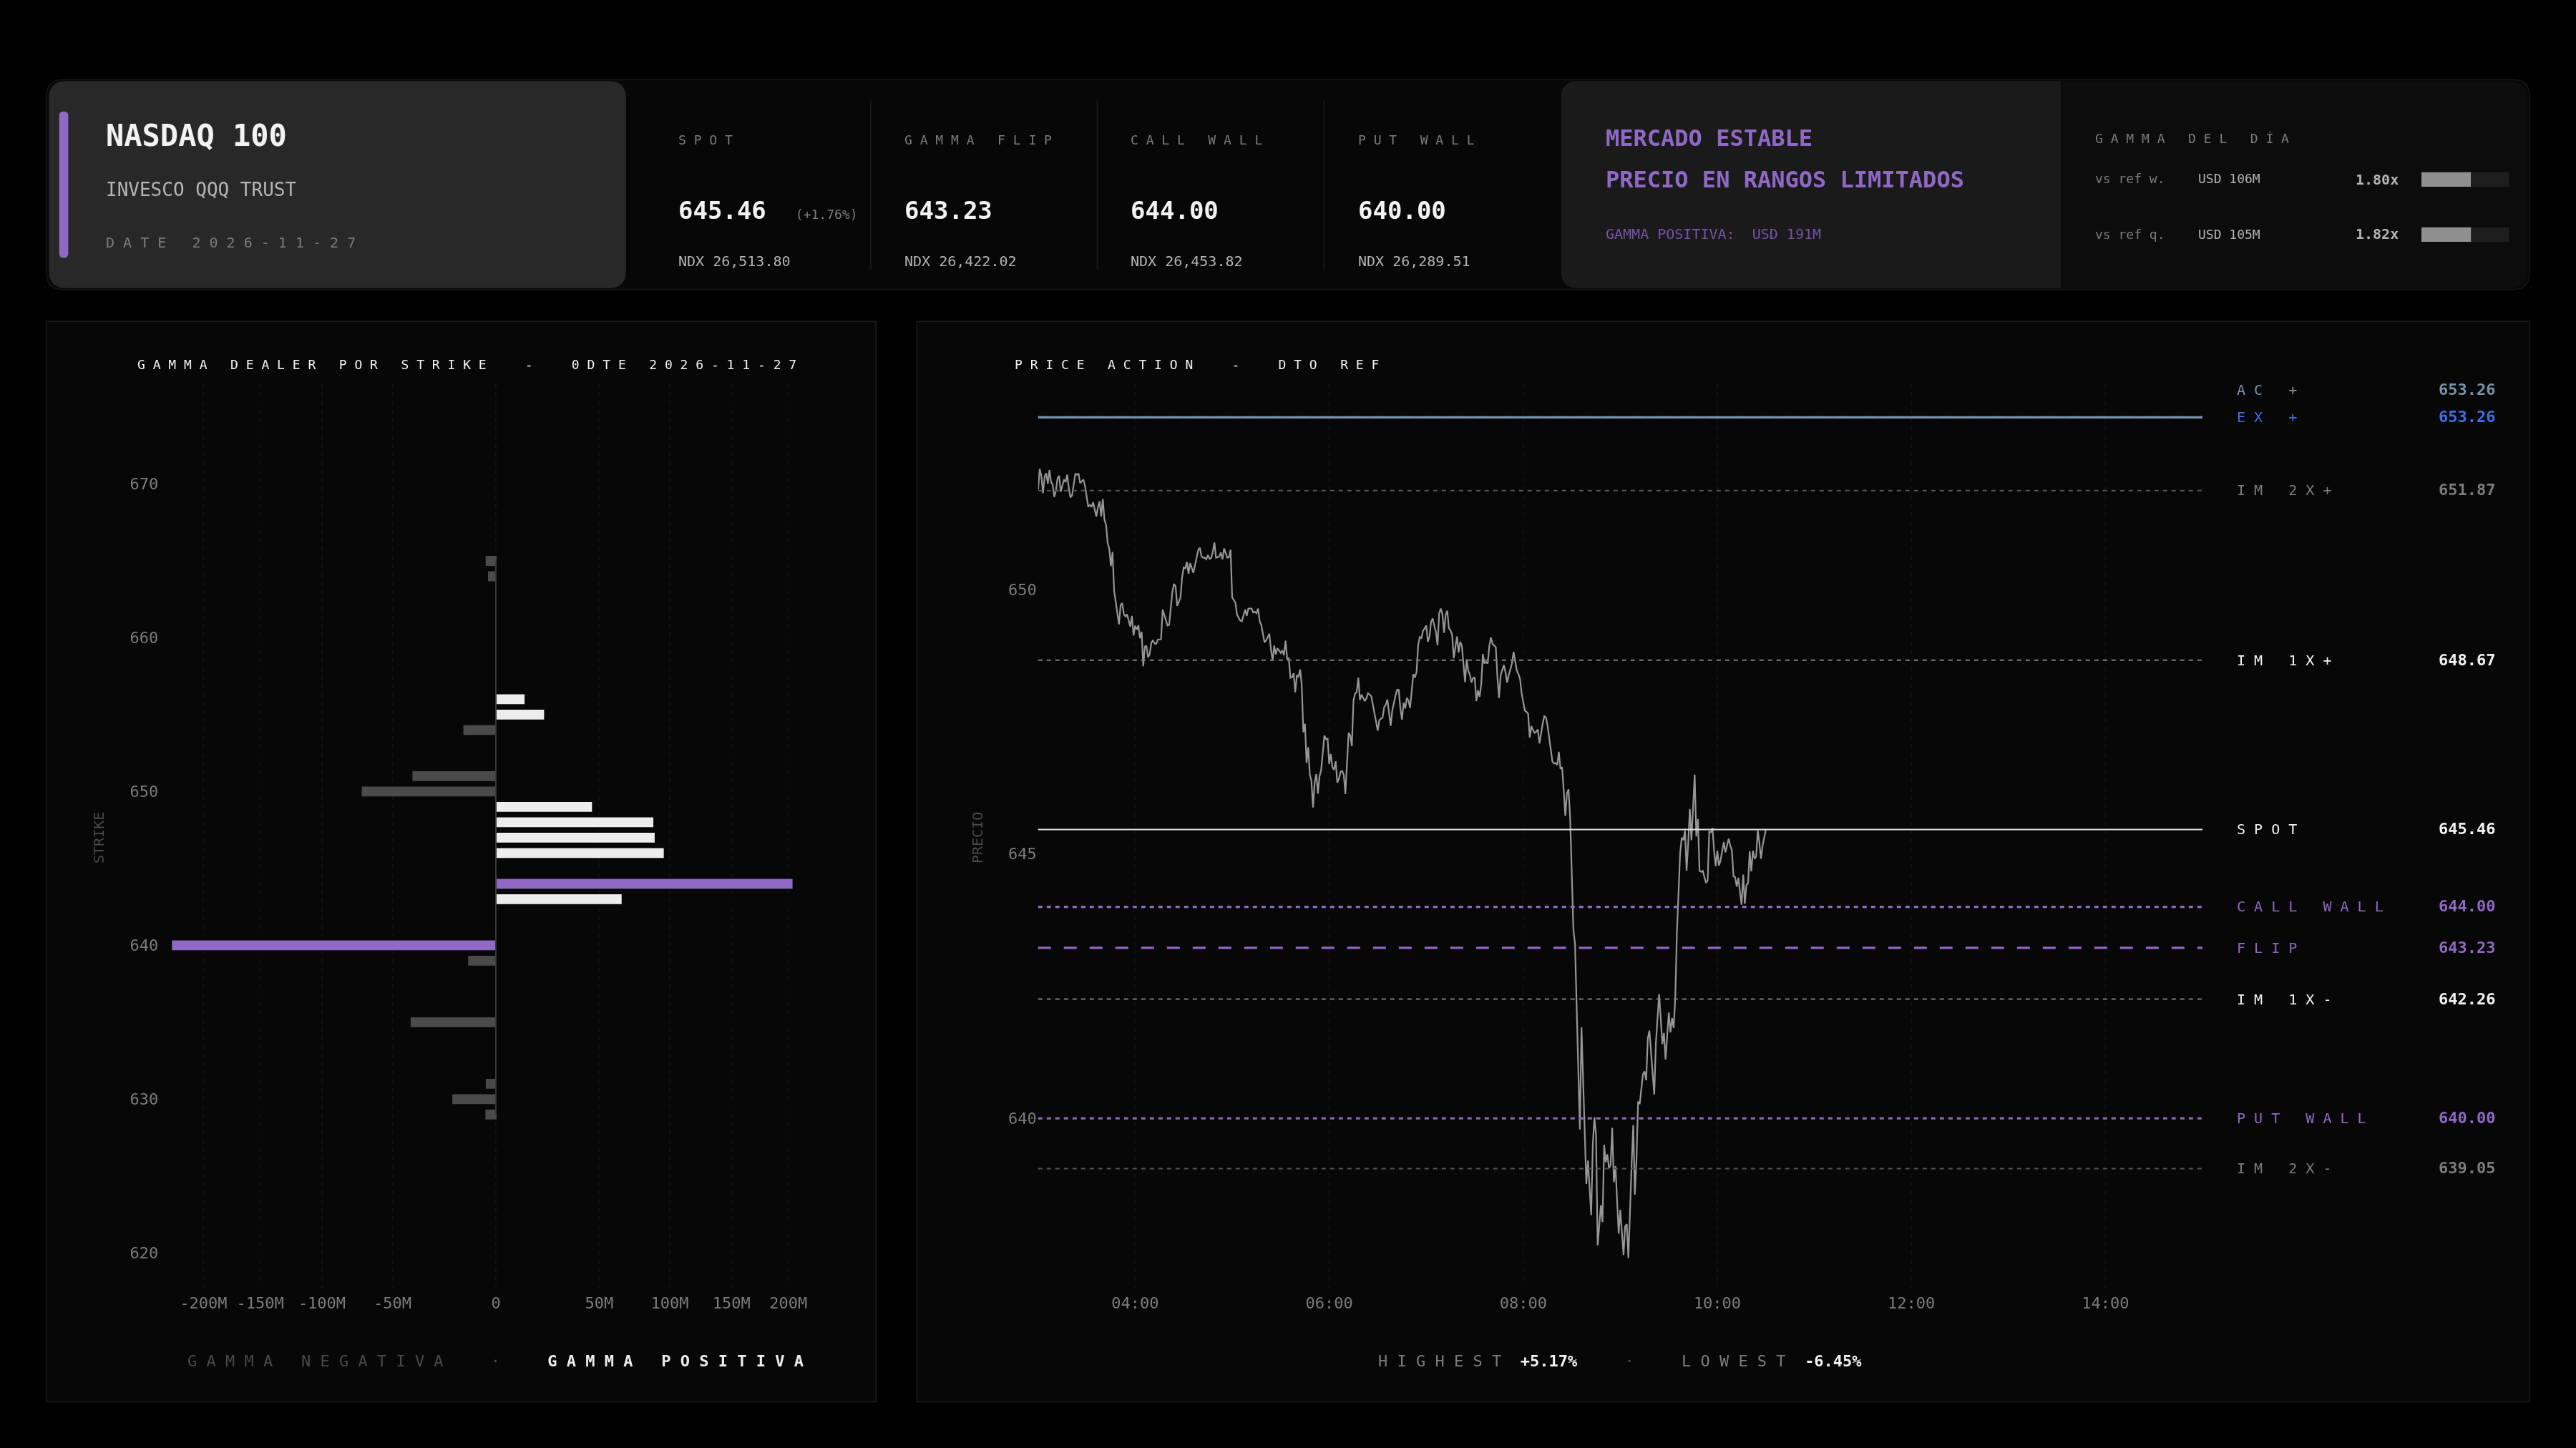 NASDAQ 100
INVESCO QQQ TRUST
DATE 2026-11-27
SPOT
645.46 (+1.76%)
NDX 26,513.80
GAMMA FLIP
643.23
NDX 26,422.02
CALL WALL
644.00
NDX 26,453.82
PUT WALL
640.00
NDX 26,289.51
MERCADO ESTABLE
PRECIO EN RANGOS LIMITADOS
GAMMA POSITIVA: USD 191M
GAMMA DEL DÍA
vs ref w. USD 106M 1.80x
vs ref q. USD 105M 1.82x
GAMMA DEALER POR STRIKE - 0DTE 2026-11-27
STRIKE
670
660
650
640
630
620
-200M -150M -100M -50M 0 50M 100M 150M 200M
GAMMA NEGATIVA · GAMMA POSITIVA
PRICE ACTION - DTO REF
PRECIO
650
645
640
04:00 06:00 08:00 10:00 12:00 14:00
AC + 653.26
EX + 653.26
IM 2X+ 651.87
IM 1X+ 648.67
SPOT 645.46
CALL WALL 644.00
FLIP 643.23
IM 1X- 642.26
PUT WALL 640.00
IM 2X- 639.05
HIGHEST +5.17% · LOWEST -6.45%